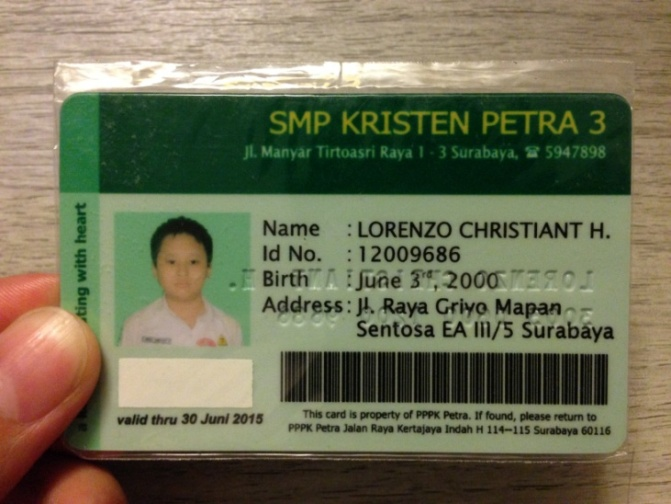 SMP KRISTEN PETRA 3
Jl. Manyar Tirtoasri Raya 1 - 3 Surabaya, ☎ 5947898
ting with heart
Name : LORENZO CHRISTIANT H.
Id No. : 12009686
Birth : June 3rd, 2000
Address : Jl. Raya Griyo Mapan
Sentosa EA III/5 Surabaya
valid thru 30 Juni 2015
This card is property of PPPK Petra. If found, please return to
PPPK Petra Jalan Raya Kertajaya Indah H 114-115 Surabaya 60116